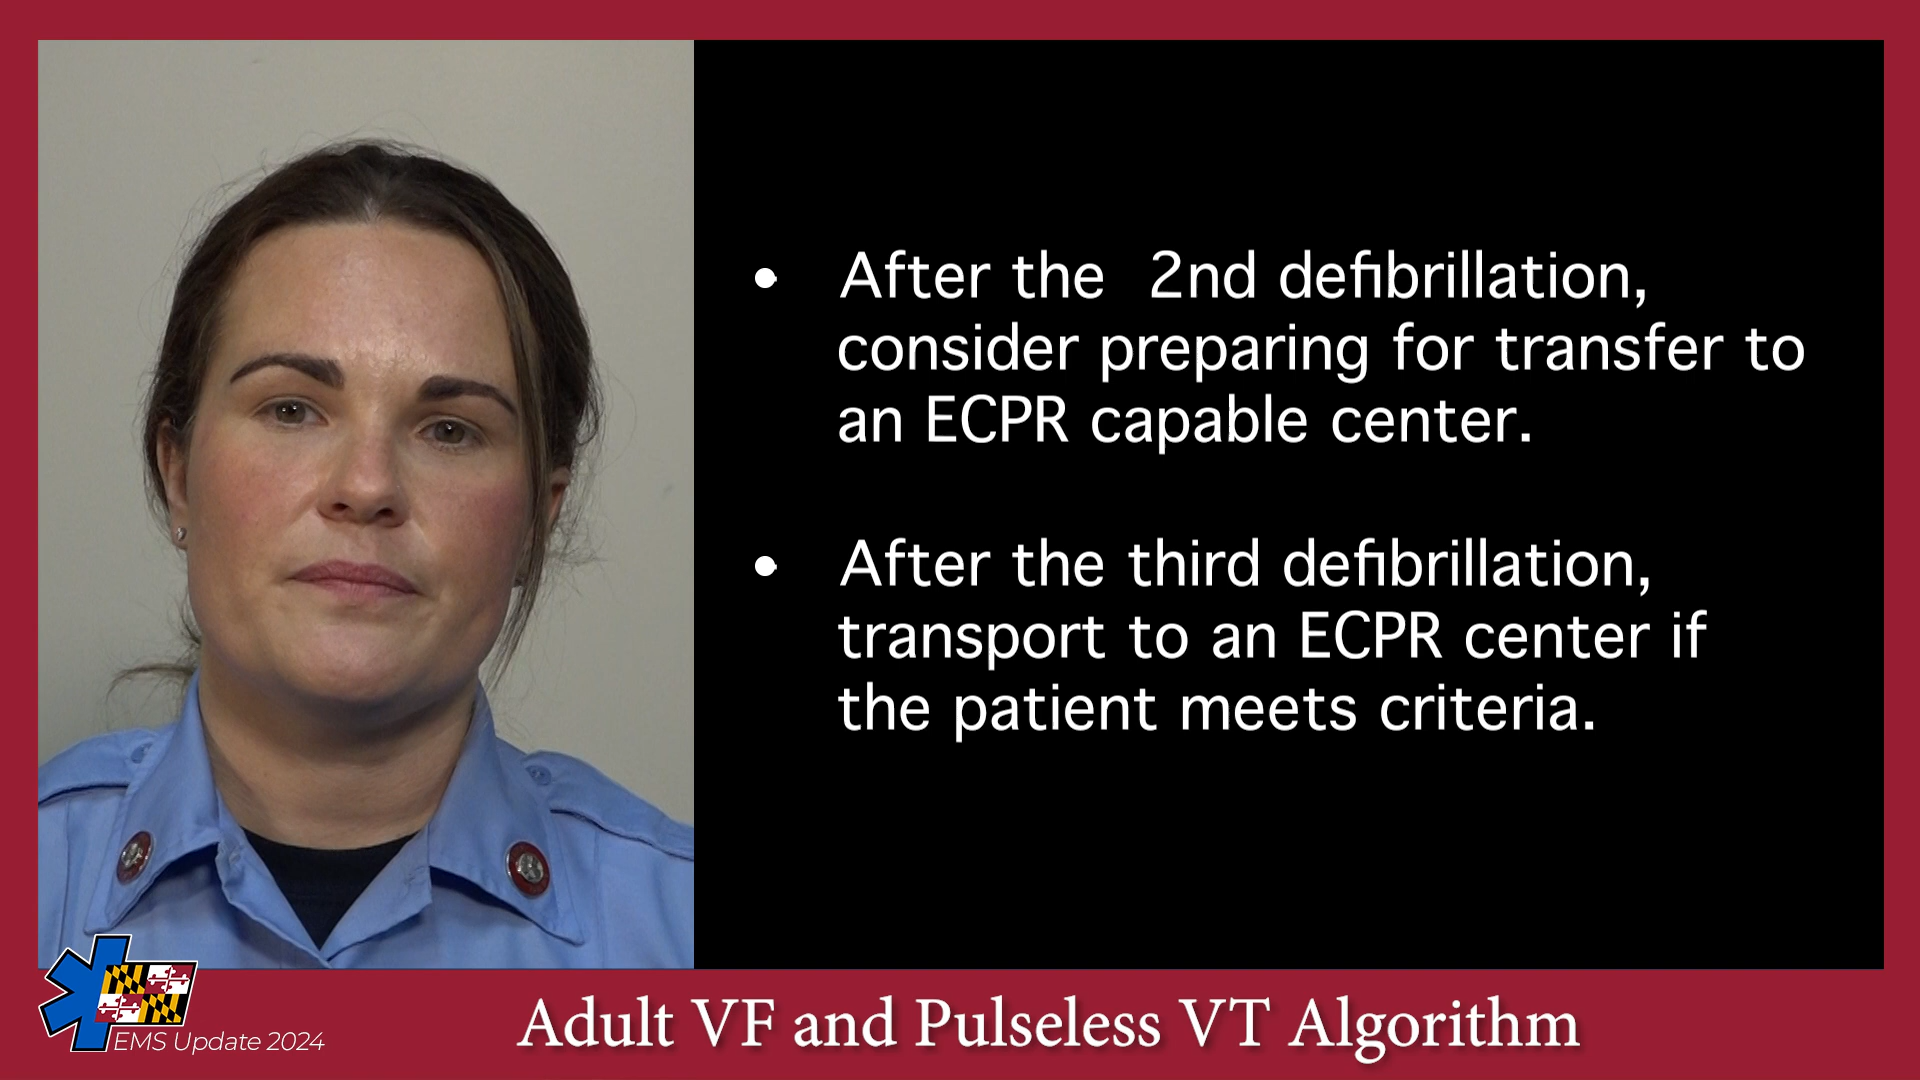 • After the  2nd defibrillation,
consider preparing for transfer to
an ECPR capable center.
• After the third defibrillation,
transport to an ECPR center if
the patient meets criteria.
EMS Update 2024
Adult VF and Pulseless VT Algorithm